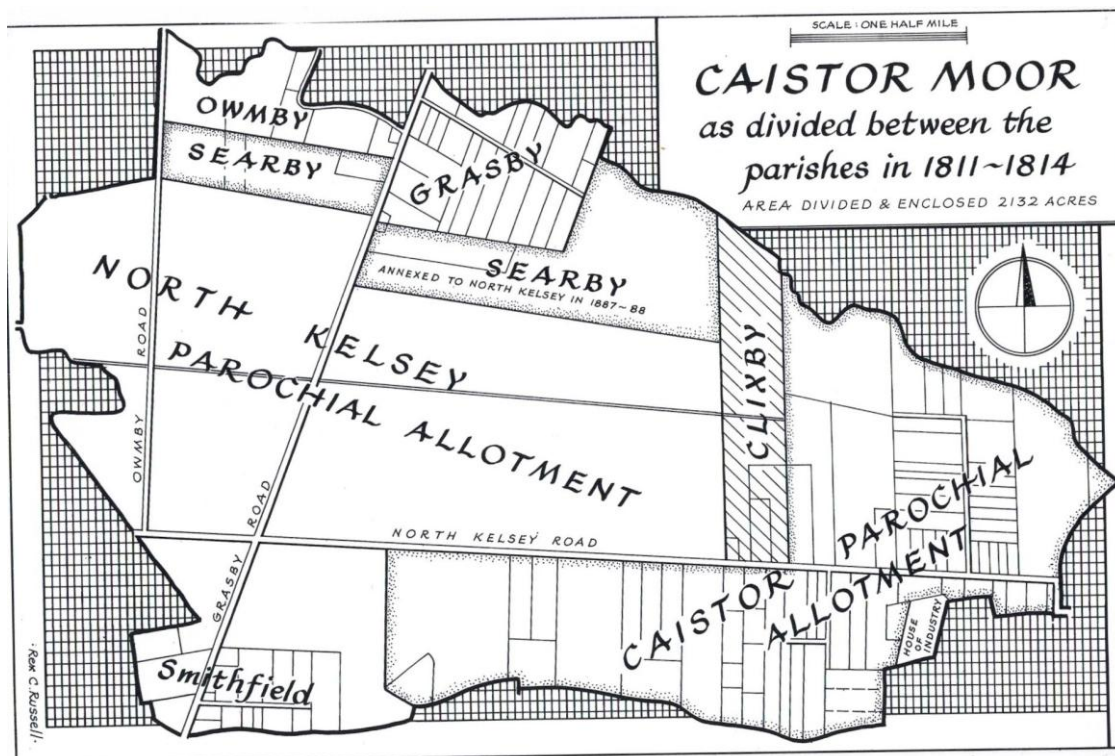 SCALE : ONE HALF MILE
CAISTOR MOOR
as divided between the
parishes in 1811~1814
AREA DIVIDED & ENCLOSED 2132 ACRES
OWMBY
SEARBY
GRASBY
SEARBY
ANNEXED TO NORTH KELSEY IN 1887~88
NORTH KELSEY
PAROCHIAL ALLOTMENT
CLIXBY
OWMBY ROAD
GRASBY ROAD
NORTH KELSEY ROAD
CAISTOR PAROCHIAL
ALLOTMENT
HOUSE
OF
INDUSTRY
Smithfield
·Rex C. Russell·